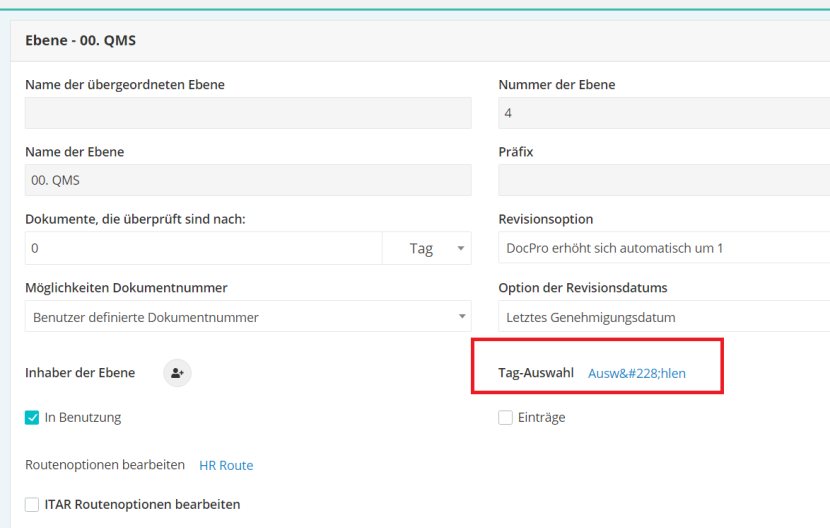 Ebene - 00. QMS
Name der übergeordneten Ebene
Nummer der Ebene
4
Name der Ebene
Präfix
00. QMS
Dokumente, die überprüft sind nach:
Revisionsoption
0
Tag
DocPro erhöht sich automatisch um 1
Möglichkeiten Dokumentnummer
Option der Revisionsdatums
Benutzer definierte Dokumentnummer
Letztes Genehmigungsdatum
Inhaber der Ebene
Tag-Auswahl Ausw&#228;hlen
In Benutzung
Einträge
Routenoptionen bearbeiten HR Route
ITAR Routenoptionen bearbeiten